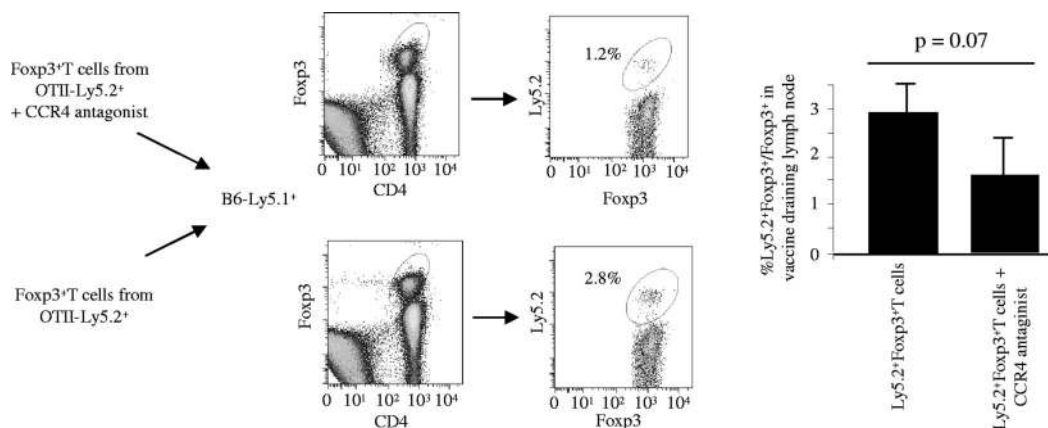 Foxp3⁺T cells from
OTII-Ly5.2⁺
+ CCR4 antagonist
B6-Ly5.1⁺
Foxp3⁺T cells from
OTII-Ly5.2⁺
Foxp3
0 10¹ 10² 10³ 10⁴
CD4
1.2%
Ly5.2
0 10¹ 10² 10³ 10⁴
Foxp3
Foxp3
0 10¹ 10² 10³ 10⁴
CD4
2.8%
Ly5.2
0 10¹ 10² 10³ 10⁴
Foxp3
p = 0.07
%Ly5.2⁺Foxp3⁺/Foxp3⁺ in
vaccine draining lymph node
3
2
1
0
Ly5.2⁺Foxp3⁺T cells
Ly5.2⁺Foxp3⁺T cells +
CCR4 antaginist